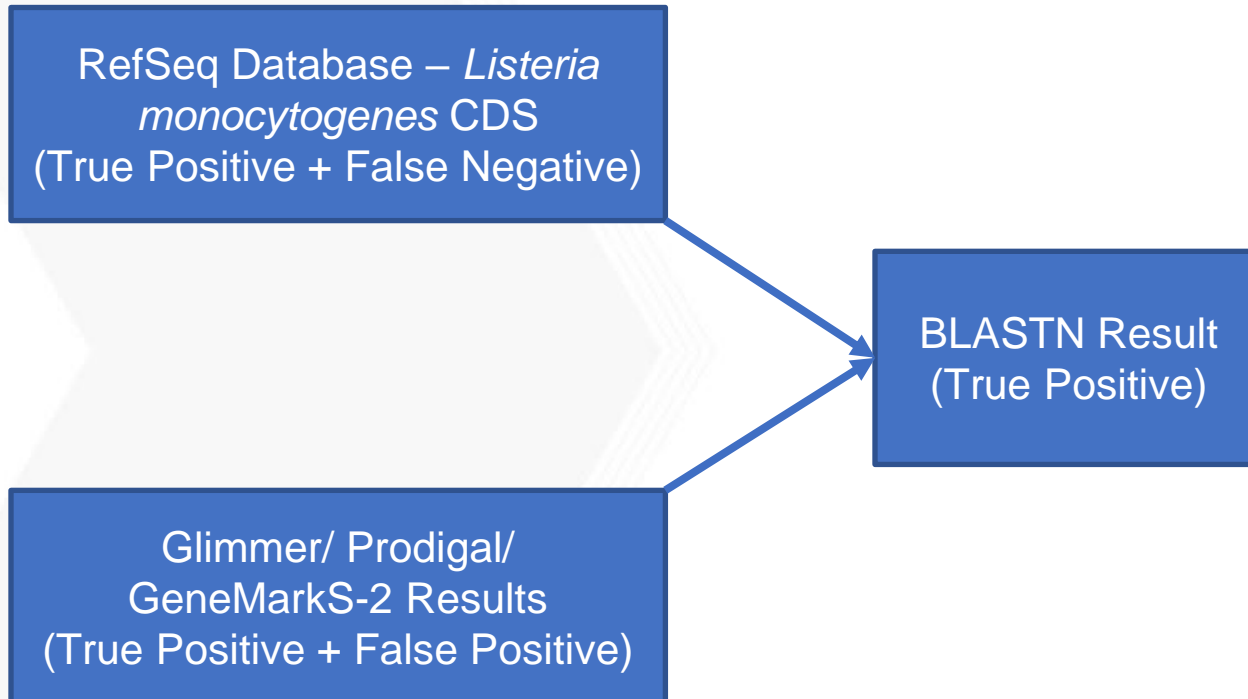 RefSeq Database – Listeria
monocytogenes CDS
(True Positive + False Negative)
BLASTN Result
(True Positive)
Glimmer/ Prodigal/
GeneMarkS-2 Results
(True Positive + False Positive)